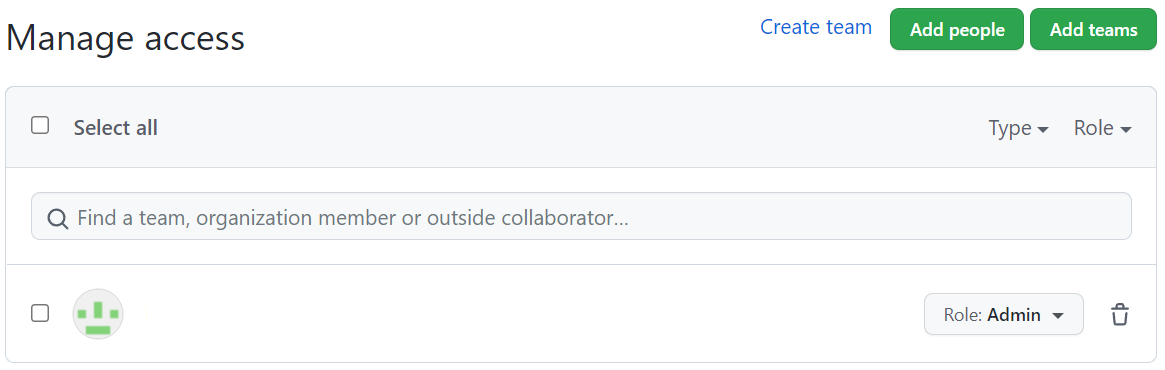 Manage access
Create team
Add people
Add teams
Select all
Type
Role
Find a team, organization member or outside collaborator...
Role: Admin